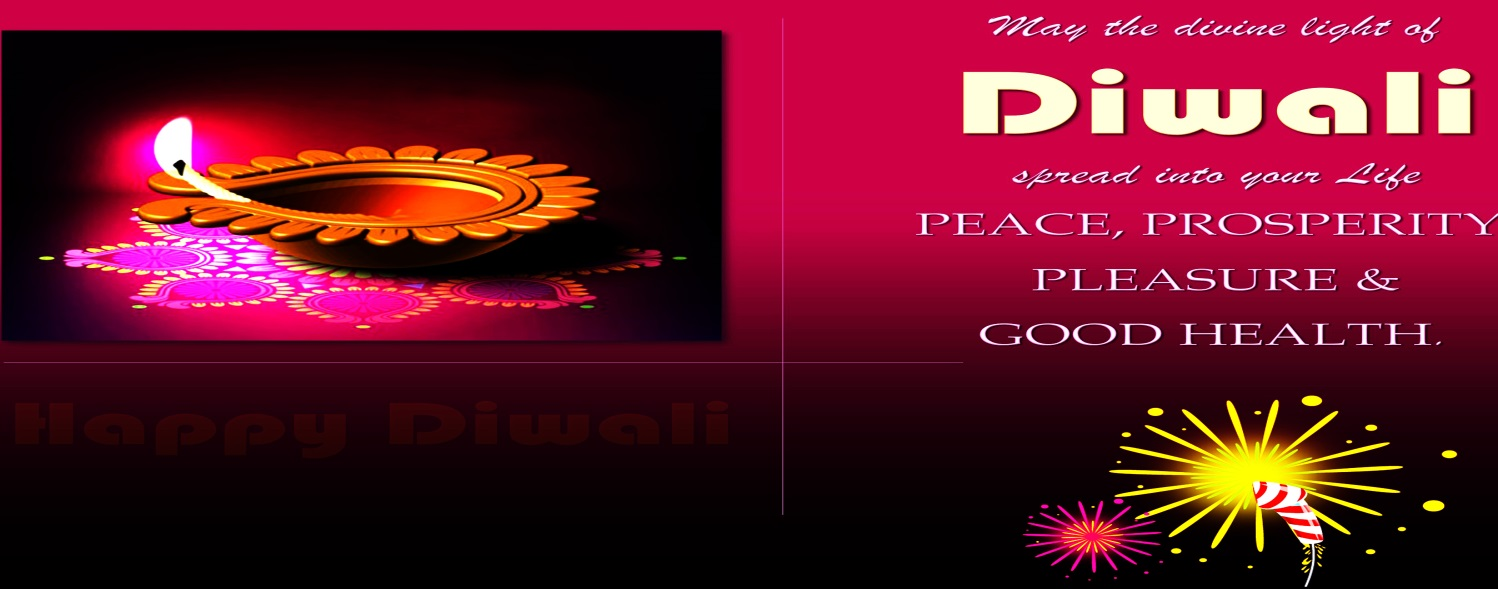 May the divine light of
Diwali
spread into your Life
PEACE, PROSPERITY
PLEASURE &
GOOD HEALTH.
Happy Diwali